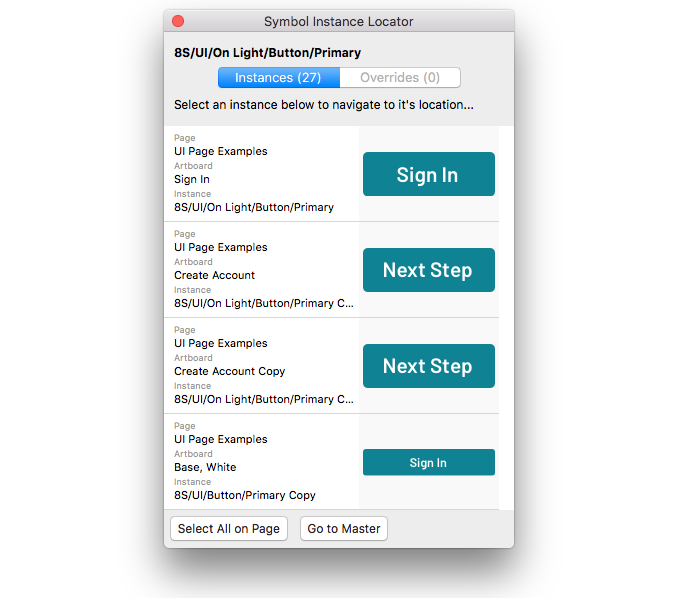 Symbol Instance Locator
8S/UI/On Light/Button/Primary
Instances (27)
Overrides (0)
Select an instance below to navigate to it's location...
Page
UI Page Examples
Artboard
Sign In
Instance
8S/UI/On Light/Button/Primary
Sign In
Page
UI Page Examples
Artboard
Create Account
Instance
8S/UI/On Light/Button/Primary C...
Next Step
Page
UI Page Examples
Artboard
Create Account Copy
Instance
8S/UI/On Light/Button/Primary C...
Next Step
Page
UI Page Examples
Artboard
Base, White
Instance
8S/UI/Button/Primary Copy
Sign In
Select All on Page
Go to Master